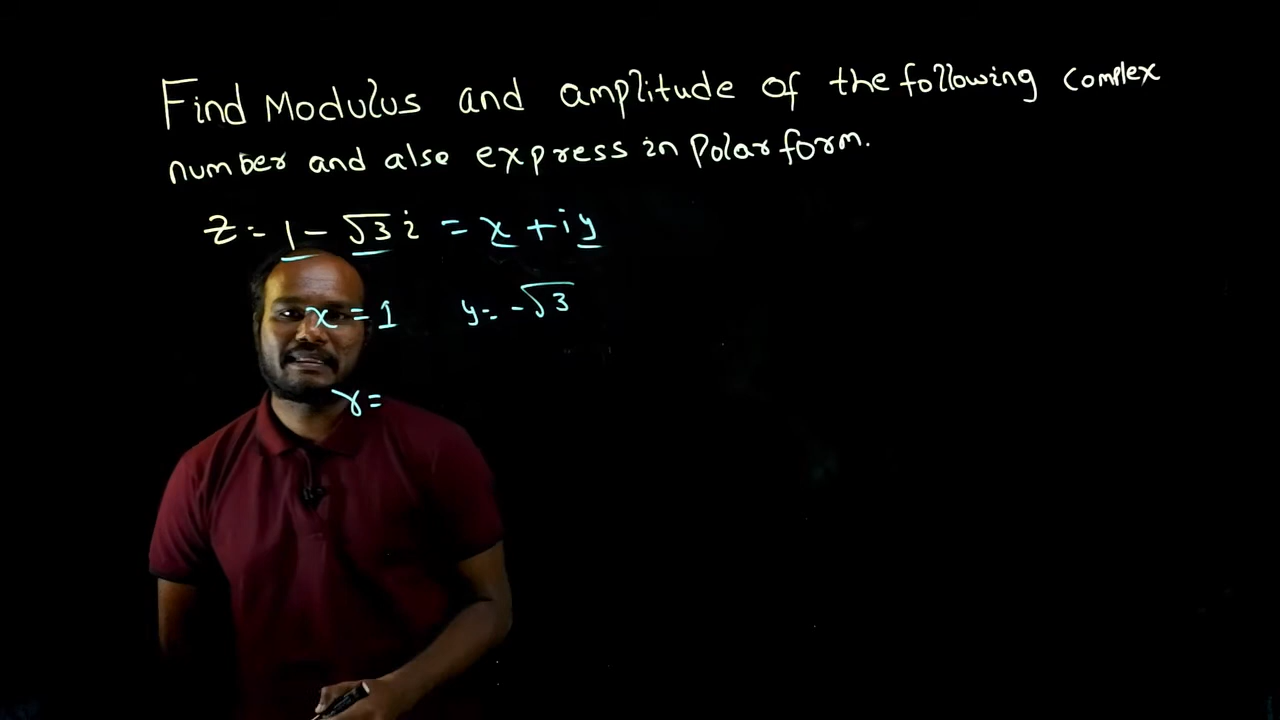 Find Modulus and amplitude of the following complex
number and also express in Polar form.
z = 1 - √3 i = x + iy
x = 1 y = -√3
r =